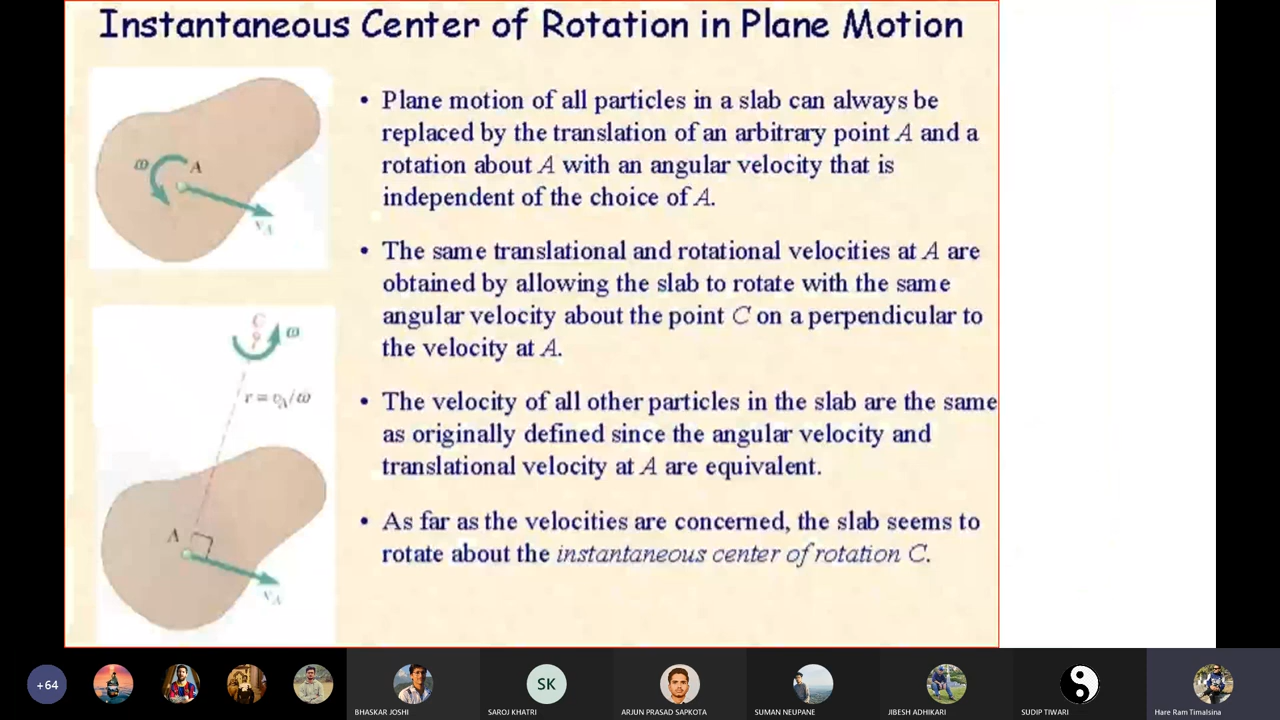 Instantaneous Center of Rotation in Plane Motion
ω
A
v_A
• Plane motion of all particles in a slab can always be
replaced by the translation of an arbitrary point A and a
rotation about A with an angular velocity that is
independent of the choice of A.
• The same translational and rotational velocities at A are
obtained by allowing the slab to rotate with the same
angular velocity about the point C on a perpendicular to
the velocity at A.
C
ω
r = v_A/ω
A
v_A
• The velocity of all other particles in the slab are the same
as originally defined since the angular velocity and
translational velocity at A are equivalent.
• As far as the velocities are concerned, the slab seems to
rotate about the instantaneous center of rotation C.
+64
BHASKAR JOSHI
SK
SAROJ KHATRI
ARJUN PRASAD SAPKOTA
SUMAN NEUPANE
JIBESH ADHIKARI
SUDIP TIWARI
Hare Ram Timalsina